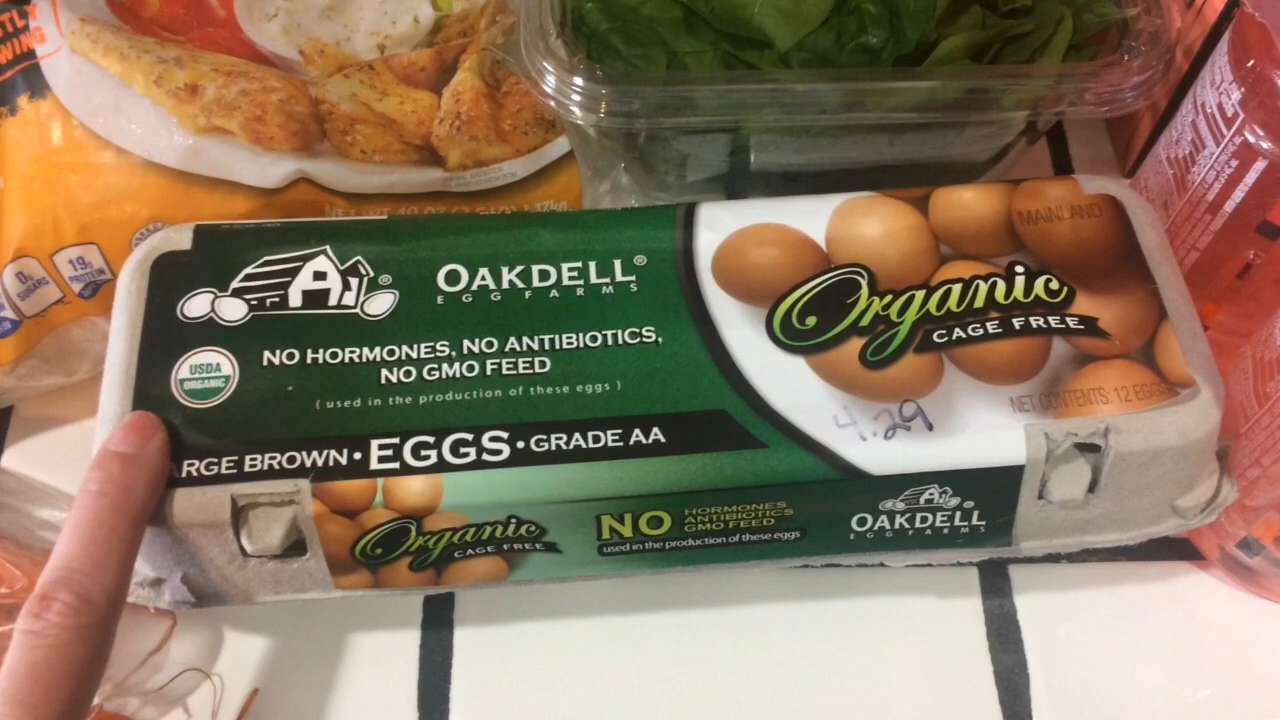 0g
SUGARS
19g
PROTEIN
OAKDELL®
EGG FARMS
USDA
ORGANIC
NO HORMONES, NO ANTIBIOTICS,
NO GMO FEED
( used in the production of these eggs )
ARGE BROWN • EGGS • GRADE AA
MAINLAND
Organic
CAGE FREE
NET CONTENTS: 12 EGGS
4.29
Organic
CAGE FREE
NO HORMONES
ANTIBIOTICS
GMO FEED
used in the production of these eggs
OAKDELL
EGG FARMS